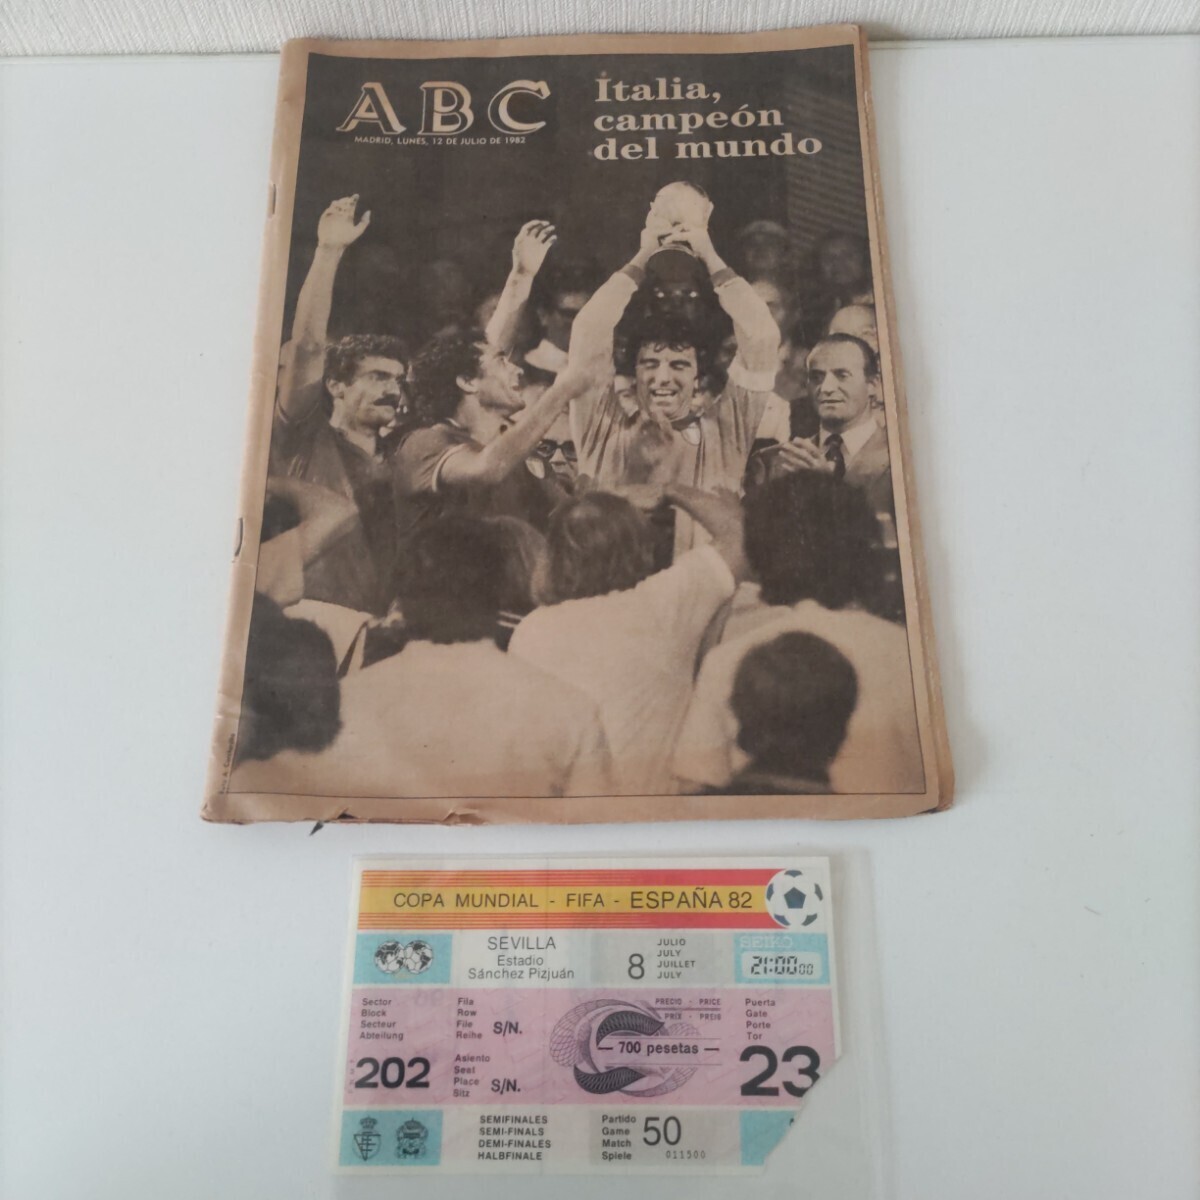 ABC
MADRID, LUNES, 12 DE JULIO DE 1982
Italia,
campeón
del mundo
COPA MUNDIAL - FIFA - ESPAÑA 82
SEVILLA
Estadio
Sánchez Pizjuán
8
JULIO
JULY
JUILLET
JULY
SEIKO
21:00 00
Sector
Block
Secteur
Abteilung
202
Fila
Row
File
Reihe
S/N.
Asiento
Seat
Place
Sitz
S/N.
PRECIO - PRICE
PRIX - PREIS
— 700 pesetas —
Puerta
Gate
Porte
Tor
23
SEMIFINALES
SEMI-FINALS
DEMI-FINALES
HALBFINALE
Partido
Game
Match
Spiele
50
011500